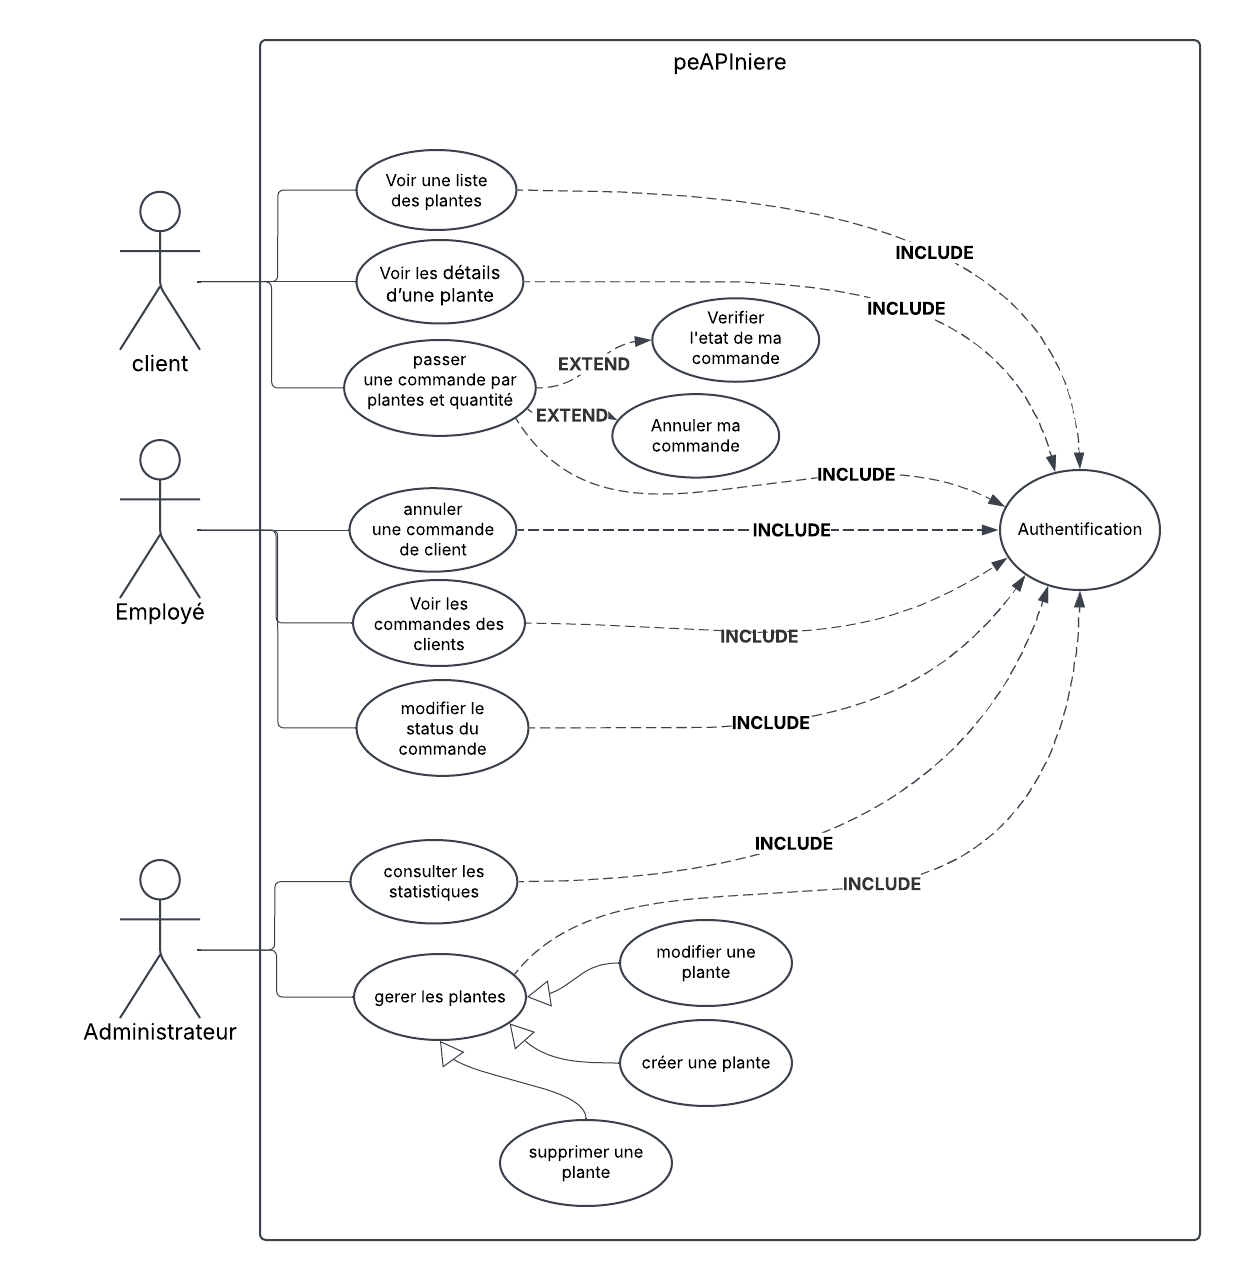 peAPIniere
Voir une liste
des plantes
INCLUDE
Voir les détails
d'une plante
INCLUDE
client
passer
une commande par
plantes et quantité
EXTEND
Verifier
l'etat de ma
commande
EXTEND
Annuler ma
commande
INCLUDE
Authentification
Employé
annuler
une commande
de client
INCLUDE
Voir les
commandes des
clients
INCLUDE
modifier le
status du
commande
INCLUDE
Administrateur
consulter les
statistiques
INCLUDE
gerer les plantes
INCLUDE
modifier une
plante
créer une plante
supprimer une
plante